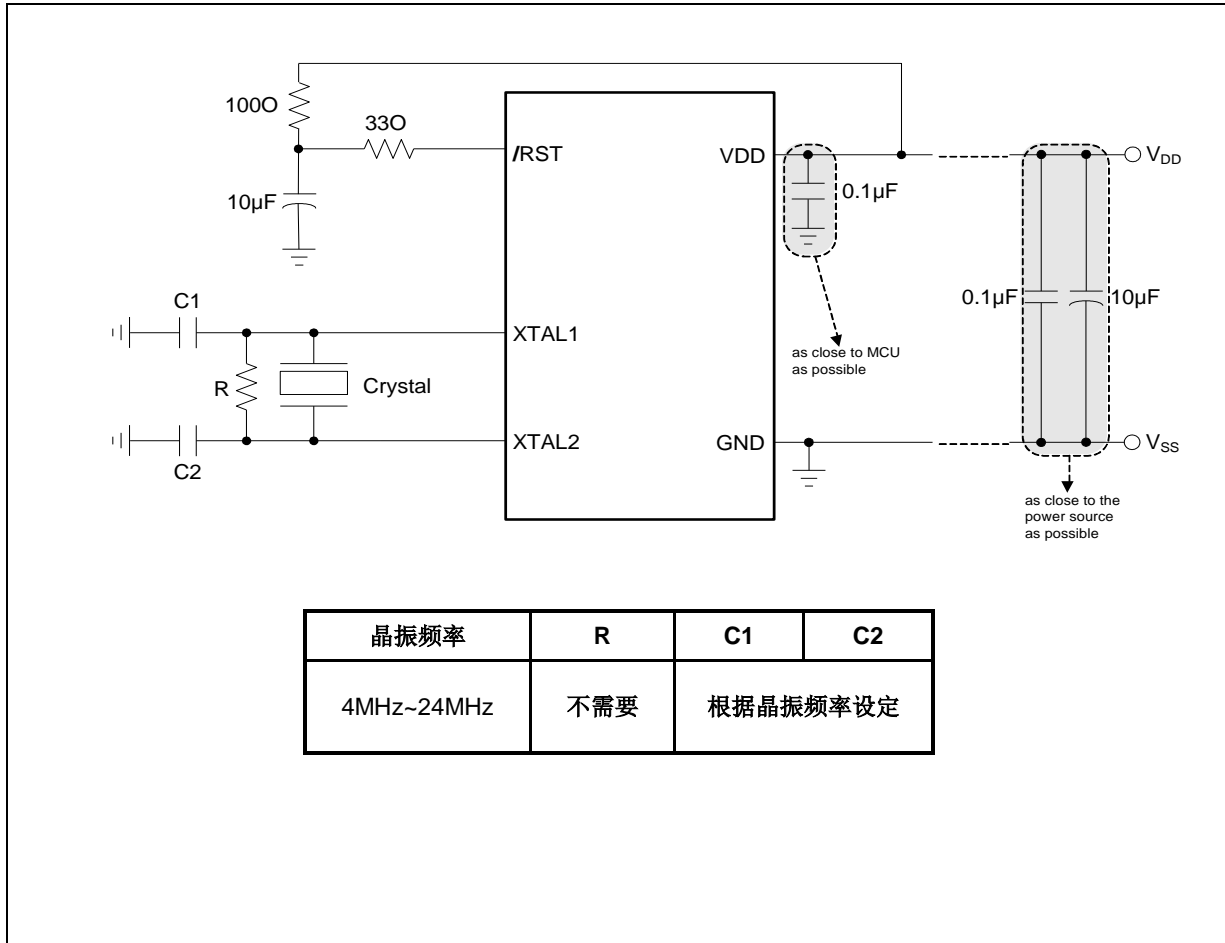 100O
33O
/RST
10µF
VDD
0.1µF
V_DD
C1
XTAL1
R
Crystal
as close to MCU
as possible
0.1µF
10µF
XTAL2
C2
GND
V_SS
as close to the
power source
as possible
晶振频率 R C1 C2
4MHz~24MHz 不需要 根据晶振频率设定